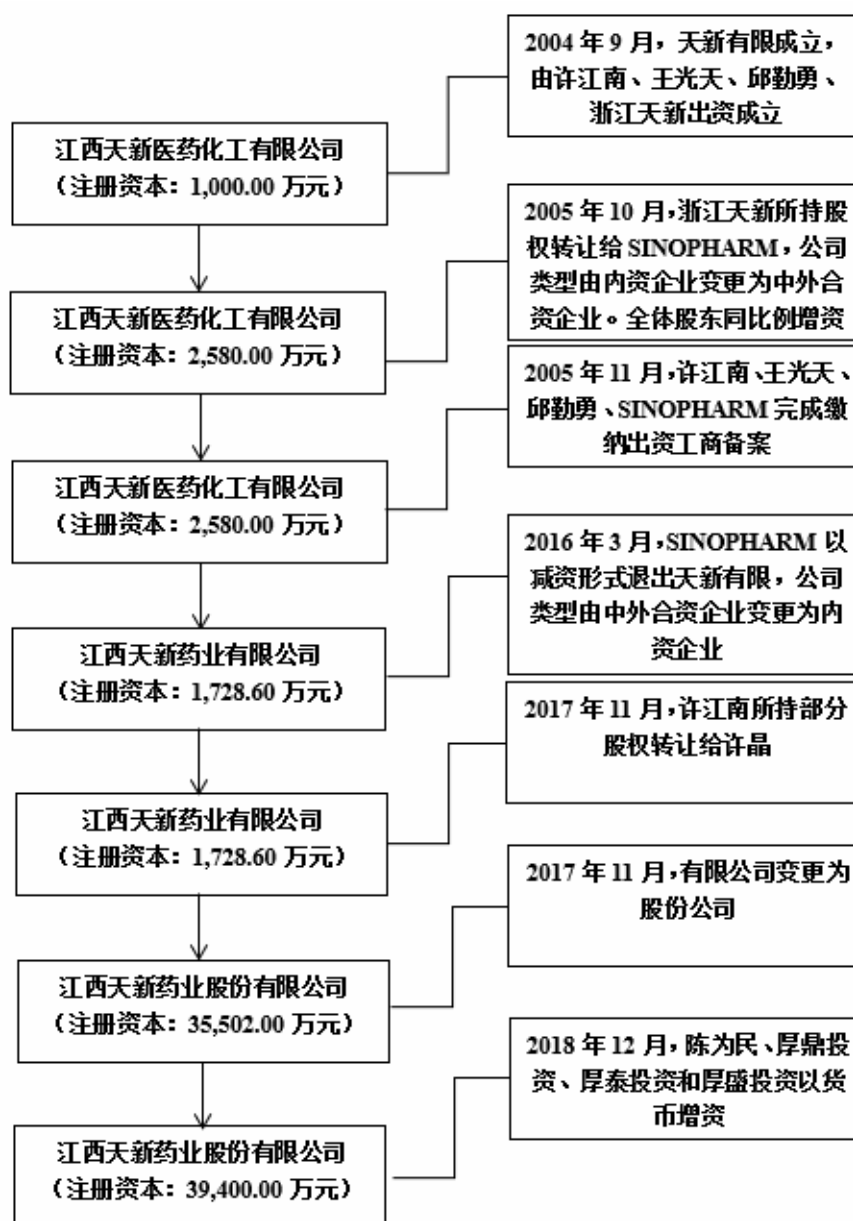 2004 年 9 月，天新有限成立，
由许江南、王光天、邱勤勇、
浙江天新出资成立
江西天新医药化工有限公司
（注册资本：1,000.00 万元）
2005 年 10 月，浙江天新所持股
权转让给 SINOPHARM，公司
类型由内资企业变更为中外合
资企业。全体股东同比例增资
江西天新医药化工有限公司
（注册资本：2,580.00 万元）
2005 年 11 月，许江南、王光天、
邱勤勇、SINOPHARM 完成缴
纳出资工商备案
江西天新医药化工有限公司
（注册资本：2,580.00 万元）
2016 年 3 月，SINOPHARM 以
减资形式退出天新有限，公司
类型由中外合资企业变更为内
资企业
江西天新药业有限公司
（注册资本：1,728.60 万元）
2017 年 11 月，许江南所持部分
股权转让给许晶
江西天新药业有限公司
（注册资本：1,728.60 万元）
2017 年 11 月，有限公司变更为
股份公司
江西天新药业股份有限公司
（注册资本：35,502.00 万元）
2018 年 12 月，陈为民、厚鼎投
资、厚泰投资和厚盛投资以货
币增资
江西天新药业股份有限公司
（注册资本：39,400.00 万元）